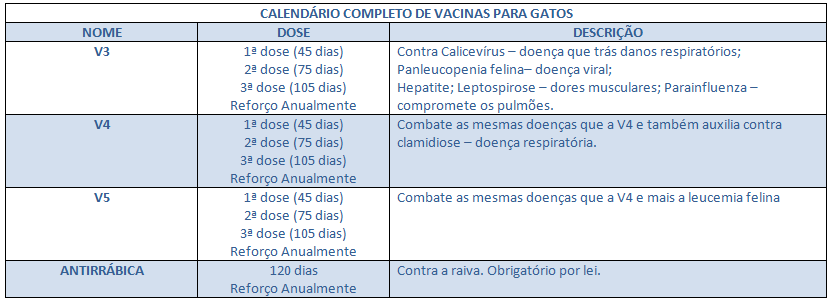 CALENDÁRIO COMPLETO DE VACINAS PARA GATOS
NOME DOSE DESCRIÇÃO
V3
1ª dose (45 dias)
2ª dose (75 dias)
3ª dose (105 dias)
Reforço Anualmente
Contra Calicevírus – doença que trás danos respiratórios;
Panleucopenia felina– doença viral;
Hepatite; Leptospirose – dores musculares; Parainfluenza –
compromete os pulmões.
V4
1ª dose (45 dias)
2ª dose (75 dias)
3ª dose (105 dias)
Reforço Anualmente
Combate as mesmas doenças que a V4 e também auxilia contra
clamidiose – doença respiratória.
V5
1ª dose (45 dias)
2ª dose (75 dias)
3ª dose (105 dias)
Reforço Anualmente
Combate as mesmas doenças que a V4 e mais a leucemia felina
ANTIRRÁBICA
120 dias
Reforço Anualmente
Contra a raiva. Obrigatório por lei.